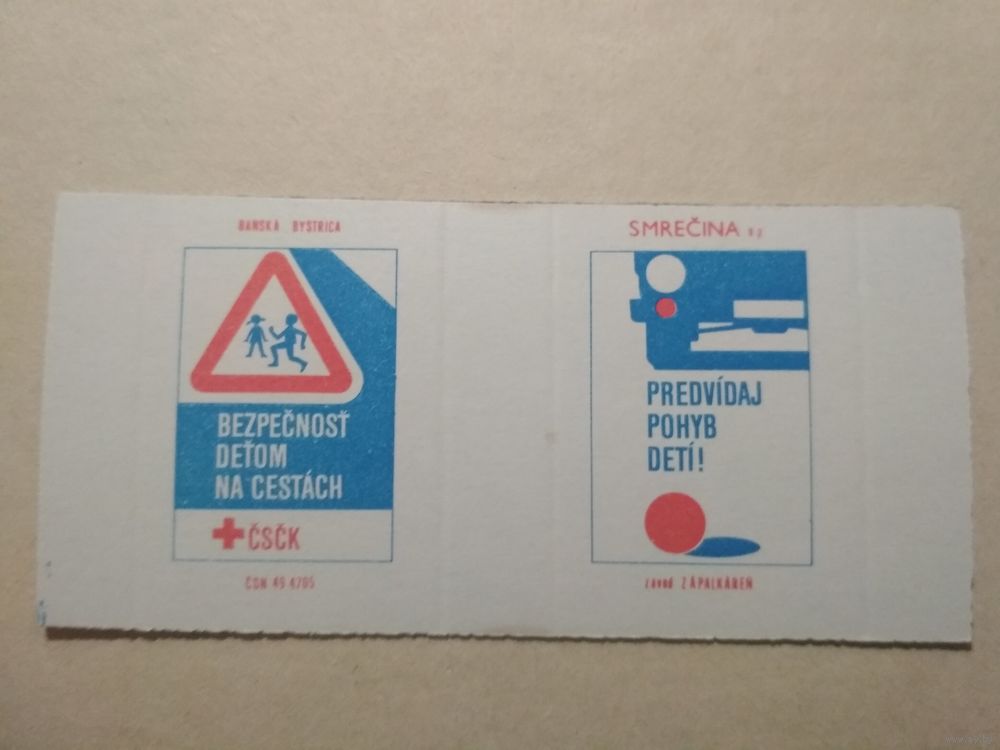 BANSKÁ BYSTRICA
BEZPEČNOSŤ
DEŤOM
NA CESTÁCH
ČSČK
ČSN 49 4705
SMREČINA
PREDVÍDAJ
POHYB
DETÍ!
závod ZÁPALKÁREŇ